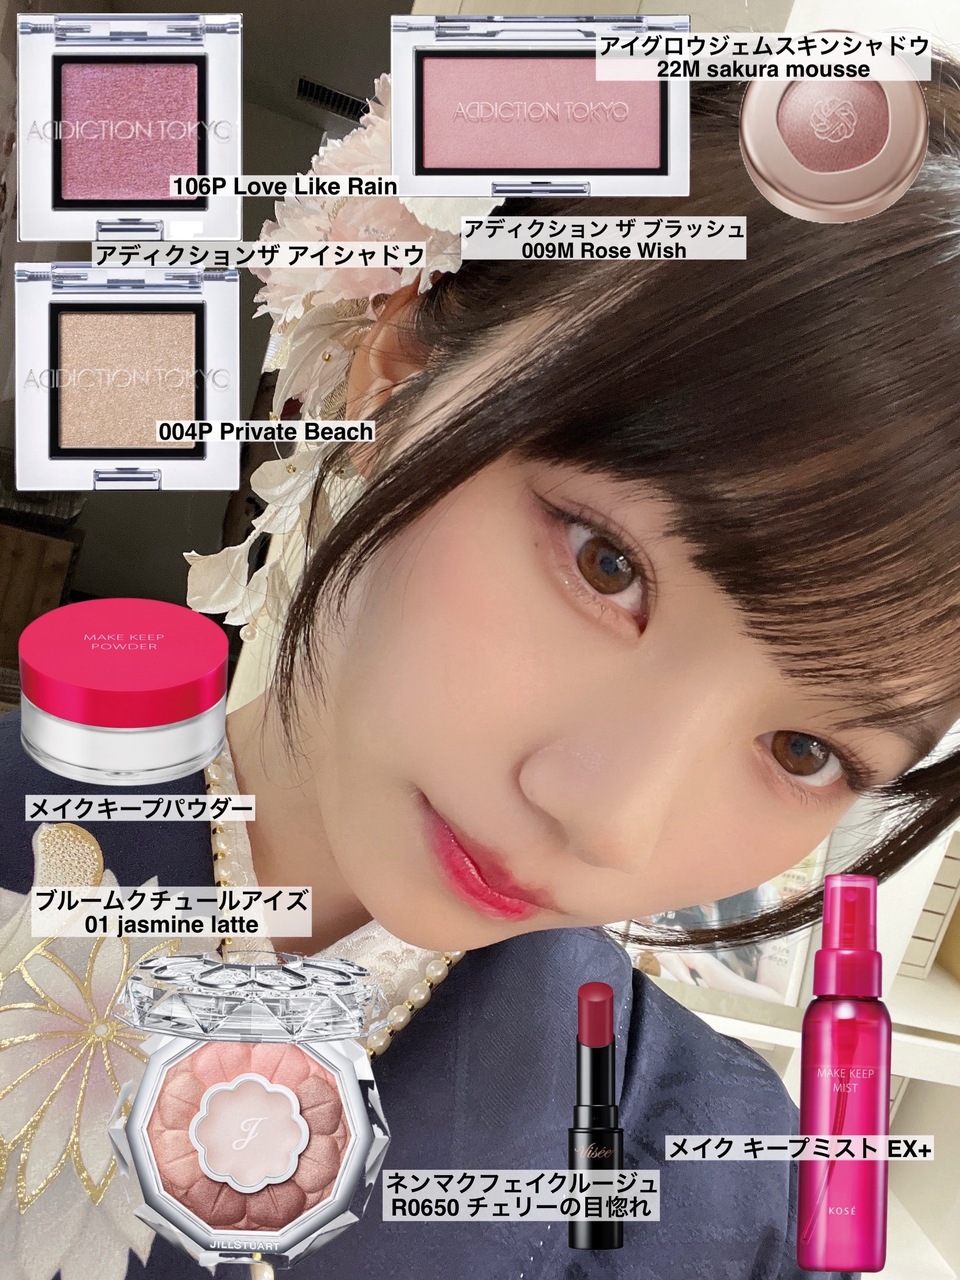 アイグロウジェムスキンシャドウ
22M sakura mousse
ADDICTION TOKYO
ADDICTION TOKYO
106P Love Like Rain
アディクション ザ ブラッシュ
009M Rose Wish
アディクションザ アイシャドウ
ADDICTION TOKYO
004P Private Beach
MAKE KEEP
POWDER
メイクキープパウダー
ブルームクチュールアイズ
01 jasmine latte
J
JILLSTUART
Visée
ネンマクフェイクルージュ
RO650 チェリーの目惚れ
MAKE KEEP
MIST
メイク キープミスト EX+
KOSÉ